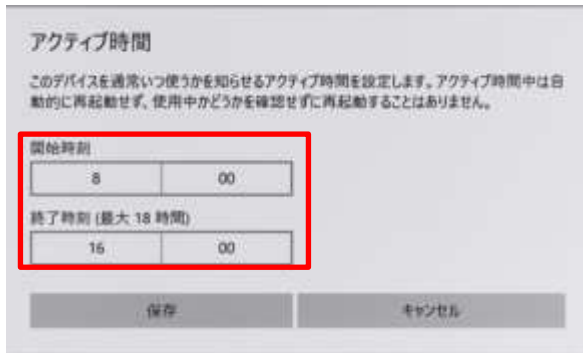 アクティブ時間
このデバイスを通常いつ使うかを知らせるアクティブ時間を設定します。アクティブ時間中は自
動的に再起動せず、使用中かどうかを確認せずに再起動することはありません。
開始時刻
8 00
終了時刻 (最大 18 時間)
16 00
保存 キャンセル